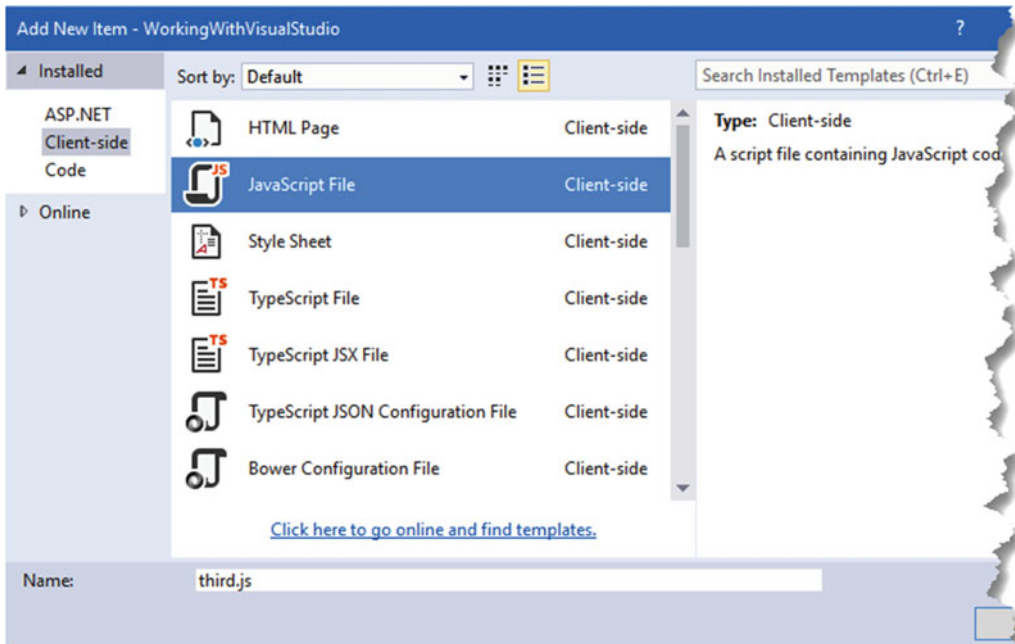 Add New Item - WorkingWithVisualStudio ?
Installed
ASP.NET
Client-side
Code
Online
Sort by: Default
Search Installed Templates (Ctrl+E)
HTML Page Client-side
JS JavaScript File Client-side
Style Sheet Client-side
TS TypeScript File Client-side
TS TypeScript JSX File Client-side
TypeScript JSON Configuration File Client-side
Bower Configuration File Client-side
Click here to go online and find templates.
Type: Client-side
A script file containing JavaScript cod
Name: third.js